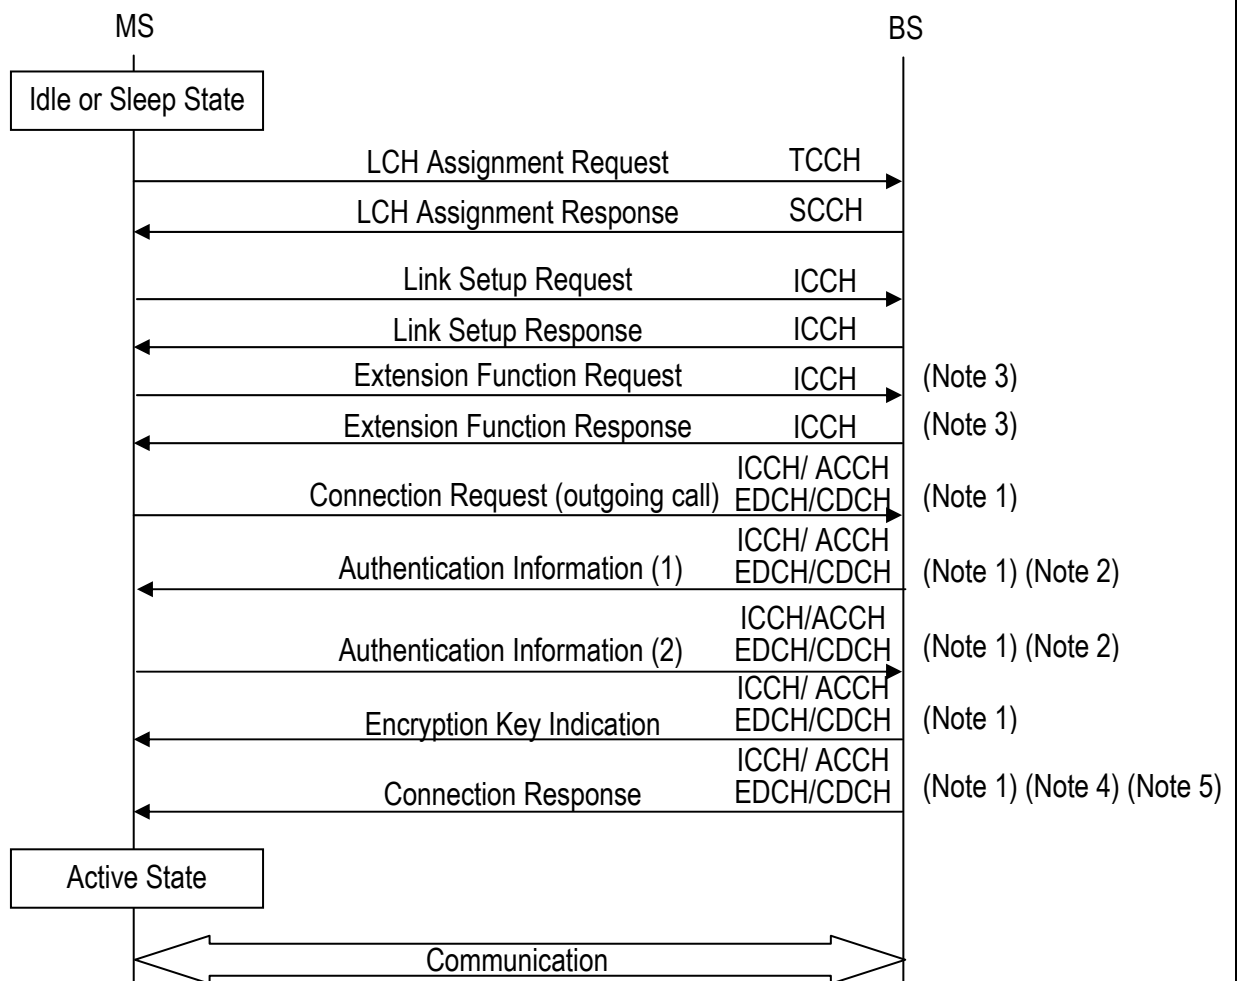 MS BS
Idle or Sleep State
LCH Assignment Request TCCH
LCH Assignment Response SCCH
Link Setup Request ICCH
Link Setup Response ICCH
Extension Function Request ICCH (Note 3)
Extension Function Response ICCH (Note 3)
ICCH/ ACCH
Connection Request (outgoing call) EDCH/CDCH (Note 1)
ICCH/ ACCH
Authentication Information (1) EDCH/CDCH (Note 1) (Note 2)
ICCH/ACCH
Authentication Information (2) EDCH/CDCH (Note 1) (Note 2)
ICCH/ ACCH
Encryption Key Indication EDCH/CDCH (Note 1)
ICCH/ ACCH
Connection Response EDCH/CDCH (Note 1) (Note 4) (Note 5)
Active State
Communication